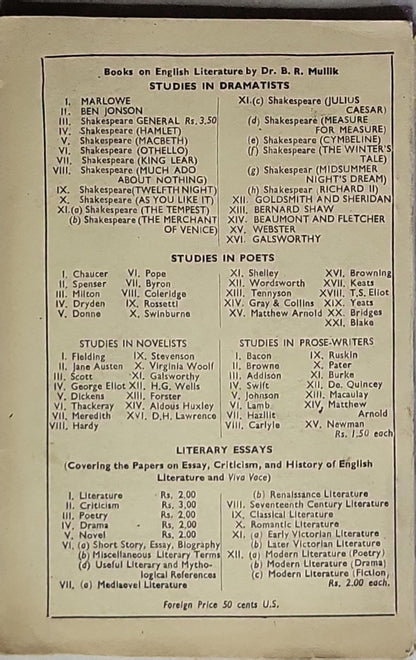 Books on English Literature by Dr. B. R. Mullik
STUDIES IN DRAMATISTS
I. MARLOWE
II. BEN JONSON
III. Shakespeare GENERAL Rs. 3.50
IV. Shakespeare (HAMLET)
V. Shakespeare (MACBETH)
VI. Shakespeare (OTHELLO)
VII. Shakespeare (KING LEAR)
VIII. Shakespeare (MUCH ADO
ABOUT NOTHING)
IX. Shakespeare(TWELFTH NIGHT)
X. Shakespeare (AS YOU LIKE IT)
XI.(a) Shakespeare (THE TEMPEST)
(b) Shakespeare (THE MERCHANT
OF VENICE)
XI.(c) Shakespeare (JULIUS
CAESAR)
(d) Shakespeare (MEASURE
FOR MEASURE)
(e) Shakespeare (CYMBELINE)
(f) Shakespeare (THE WINTER'S
TALE)
(g) Shakespear (MIDSUMMER
NIGHT'S DREAM)
(h) Shakespear (RICHARD II)
XII. GOLDSMITH AND SHERIDAN
XIII. BERNARD SHAW
XIV. BEAUMONT AND FLETCHER
XV. WEBSTER
XVI. GALSWORTHY
STUDIES IN POETS
I. Chaucer VI. Pope XI. Shelley XVI. Browning
II. Spenser VII. Byron XII. Wordsworth XVII. Keats
III. Milton VIII. Coleridge XIII. Tennyson XVIII. T.S. Eliot
IV. Dryden IX. Rossetti XIV. Gray & Collins XIX. Yeats
V. Donne X. Swinburne XV. Matthew Arnold XX. Bridges
XXI. Blake
STUDIES IN NOVELISTS
I. Fielding IX. Stevenson
II. Jane Austen X. Virginia Woolf
III. Scott XI. Galsworthy
IV. George Eliot XII. H.G. Wells
V. Dickens XIII. Forster
VI. Thackeray XIV. Aldous Huxley
VII. Meredith XVI. D.H. Lawrence
VIII. Hardy
STUDIES IN PROSE-WRITERS
I. Bacon IX. Ruskin
II. Browne X. Pater
III. Addison XI. Burke
IV. Swift XII. De. Quincey
V. Johnson XIII. Macaulay
VI. Lamb XIV. Matthew
VII. Hazlit Arnold
VIII. Carlyle XV. Newman
Rs. 1.50 each
LITERARY ESSAYS
(Covering the Papers on Essay, Criticism, and History of English
Literature and Viva Voce)
I. Literature Rs. 2.00
II. Criticism Rs. 3.00
III. Poetry Rs. 2.00
IV. Drama Rs. 2.00
V. Novel Rs. 2.00
VI. (a) Short Story, Essay, Biography
(b) Miscellaneous Literary Terms
(d) Useful Literary and Mytho-
logical References
VII. (a) Mediaevel Literature
(b) Renaissance Literature
VIII. Seventeenth Century Literature
IX. Classical Literature
X. Romantic Literature
XI. (a) Early Victorian Literature
(b) Later Victorian Literature
XII. (a) Modern Literature (Poetry)
(b) Modern Literature (Drama)
(c) Modern Literature (Fiction)
Rs. 2.00 each.
Foreign Price 50 cents U.S.